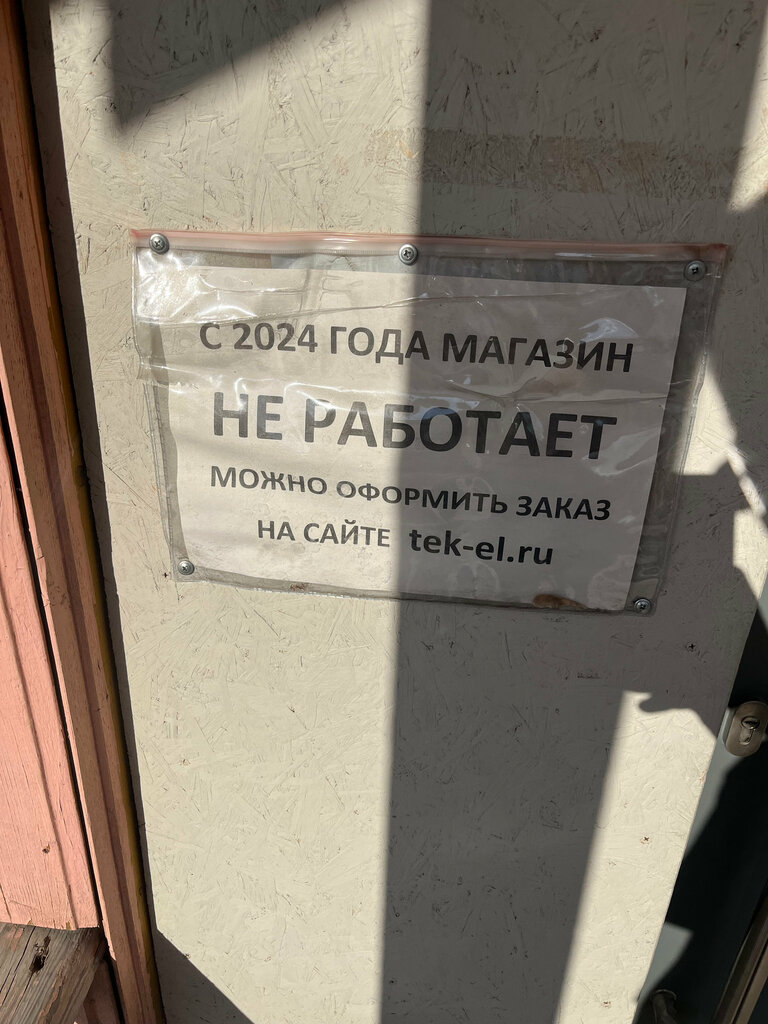 С 2024 ГОДА МАГАЗИН
НЕ РАБОТАЕТ
МОЖНО ОФОРМИТЬ ЗАКАЗ
НА САЙТЕ tek-el.ru